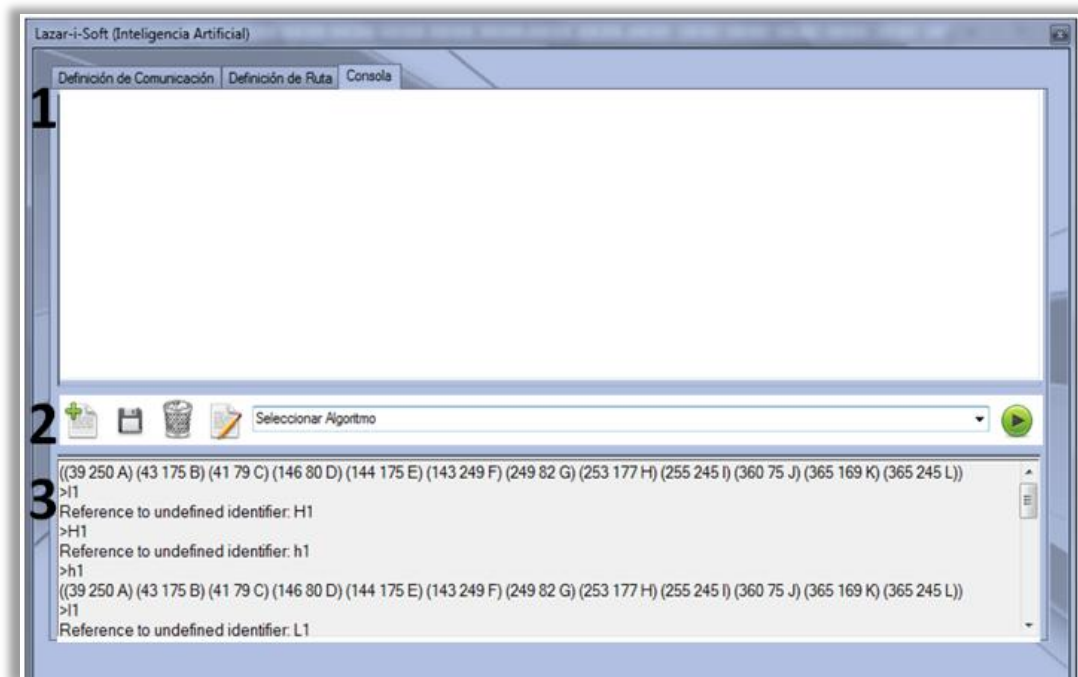 Lazar-i-Soft (Inteligencia Artificial)
Definición de Comunicación Definición de Ruta Consola
1
2
Seleccionar Algoritmo
3
((39 250 A) (43 175 B) (41 79 C) (146 80 D) (144 175 E) (143 249 F) (249 82 G) (253 177 H) (255 245 I) (360 75 J) (365 169 K) (365 245 L))
>l1
Reference to undefined identifier: H1
>H1
Reference to undefined identifier: h1
>h1
((39 250 A) (43 175 B) (41 79 C) (146 80 D) (144 175 E) (143 249 F) (249 82 G) (253 177 H) (255 245 I) (360 75 J) (365 169 K) (365 245 L))
>l1
Reference to undefined identifier: L1